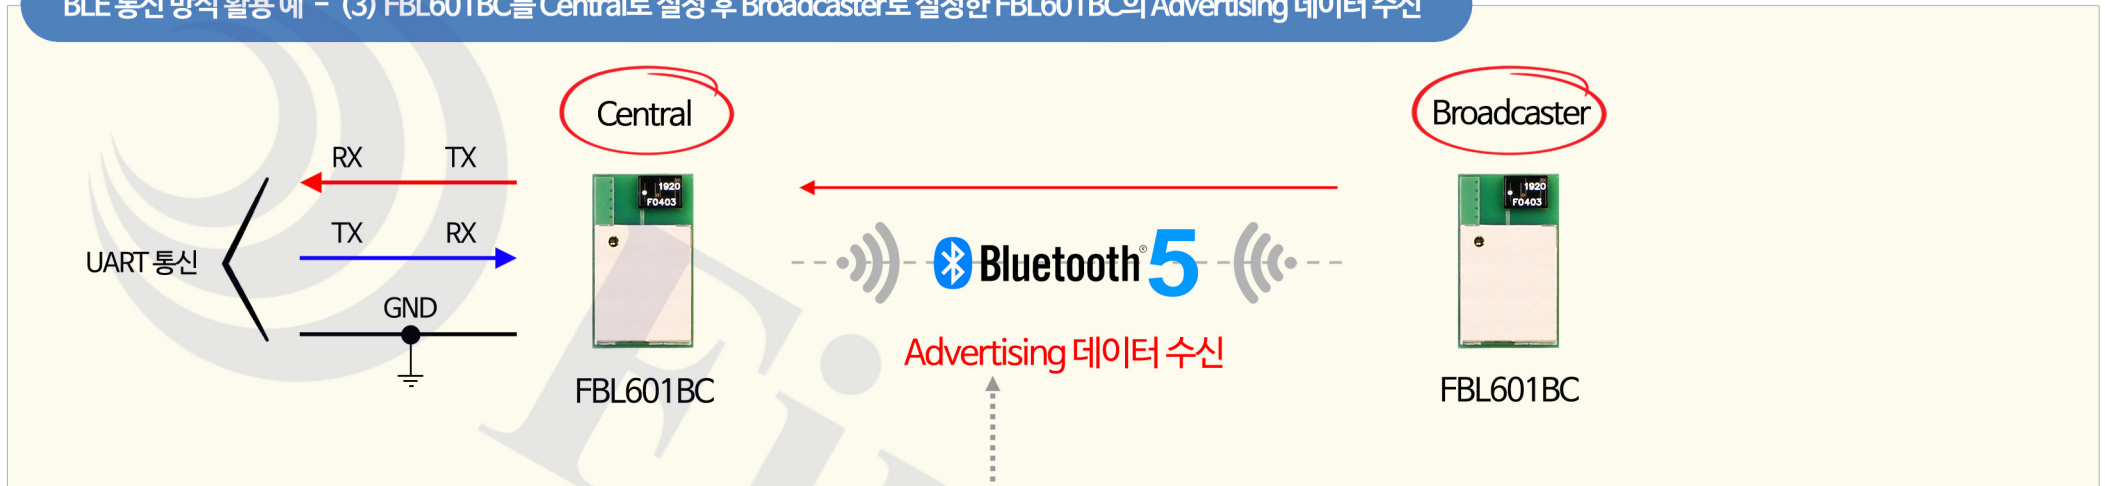 BLE 통신 방식 활용 예 - (3) FBL601BC를 Central로 설정 후 Broadcaster로 설정한 FBL601BC의 Advertising 데이터 수신
Central
Broadcaster
RX TX
TX RX
UART 통신
GND
1920
F0403
1920
F0403
Bluetooth® 5
Advertising 데이터 수신
FBL601BC
FBL601BC